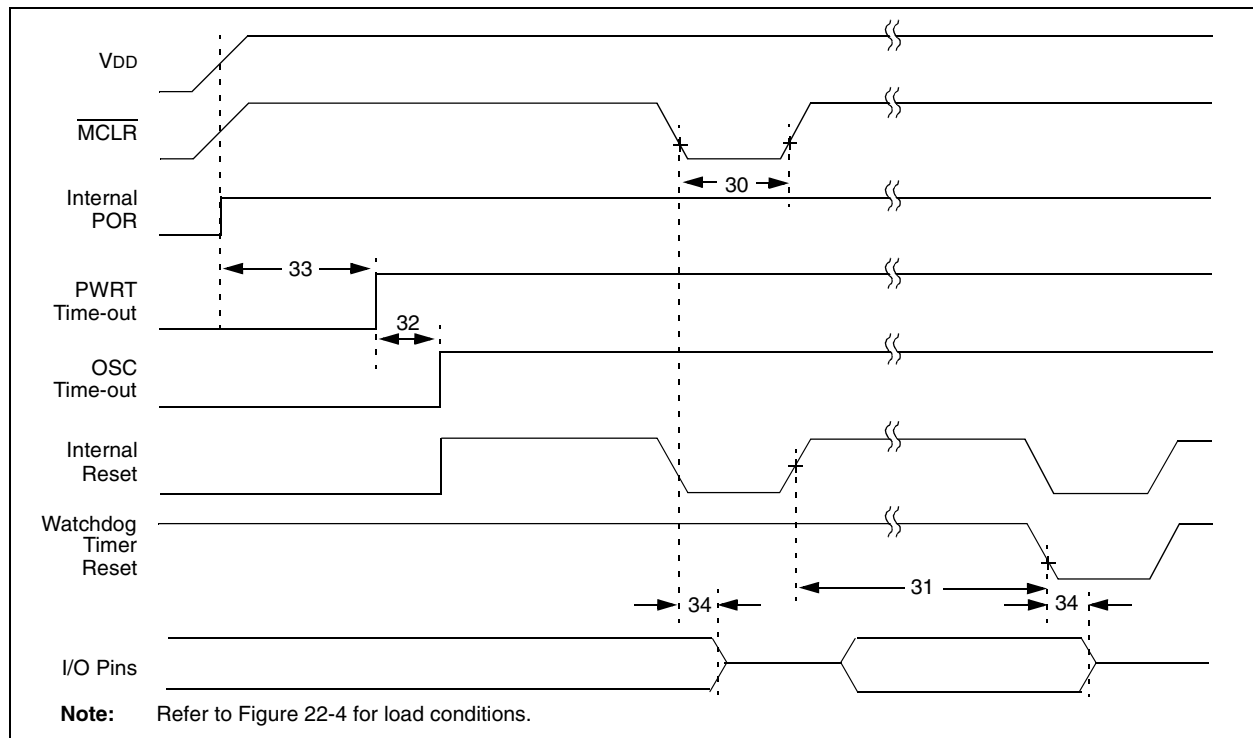 VDD
MCLR
30
Internal
POR
33
PWRT
Time-out
32
OSC
Time-out
Internal
Reset
Watchdog
Timer
Reset
31
34
34
I/O Pins
Note: Refer to Figure 22-4 for load conditions.